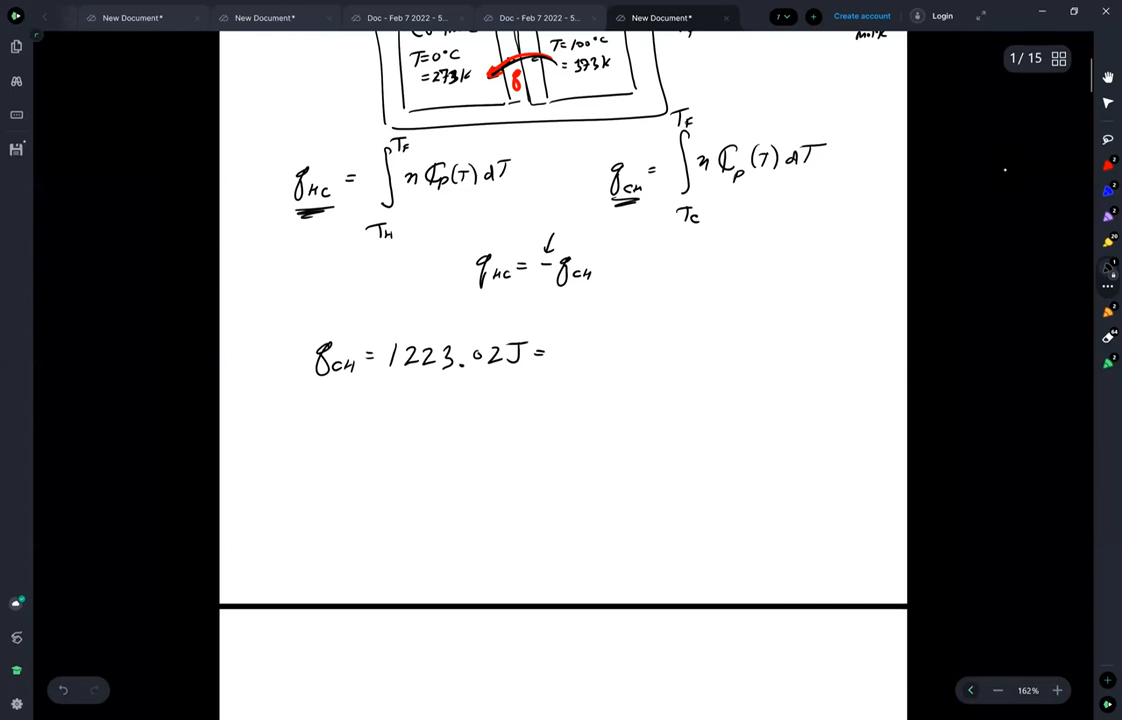 New Document*
New Document*
Doc - Feb 7 2022 - 5...
Doc - Feb 7 2022 - 5...
New Document*
7
Create account
Login
1 / 15
T=0°C
= 273K
T=100°C
= 373K
q
q_HC = ∫_{T_H}^{T_F} n C_p(T) dT
q_CH = ∫_{T_C}^{T_F} n C_p(T) dT
q_HC = - q_CH
q_CH = 1223.02J =
162%